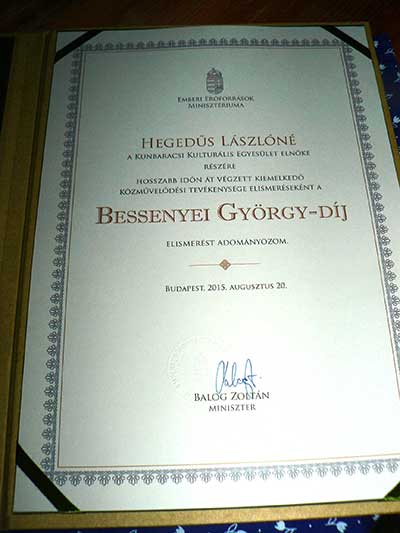 Emberi Erőforrások
Minisztériuma
Hegedűs Lászlóné
a Kunbaracsi Kulturális Egyesület elnöke
részére
hosszabb időn át végzett kiemelkedő
közművelődési tevékenysége elismeréseként a
Bessenyei György-díj
elismerést adományozom.
Budapest, 2015. augusztus 20.
Balog Zoltán
miniszter